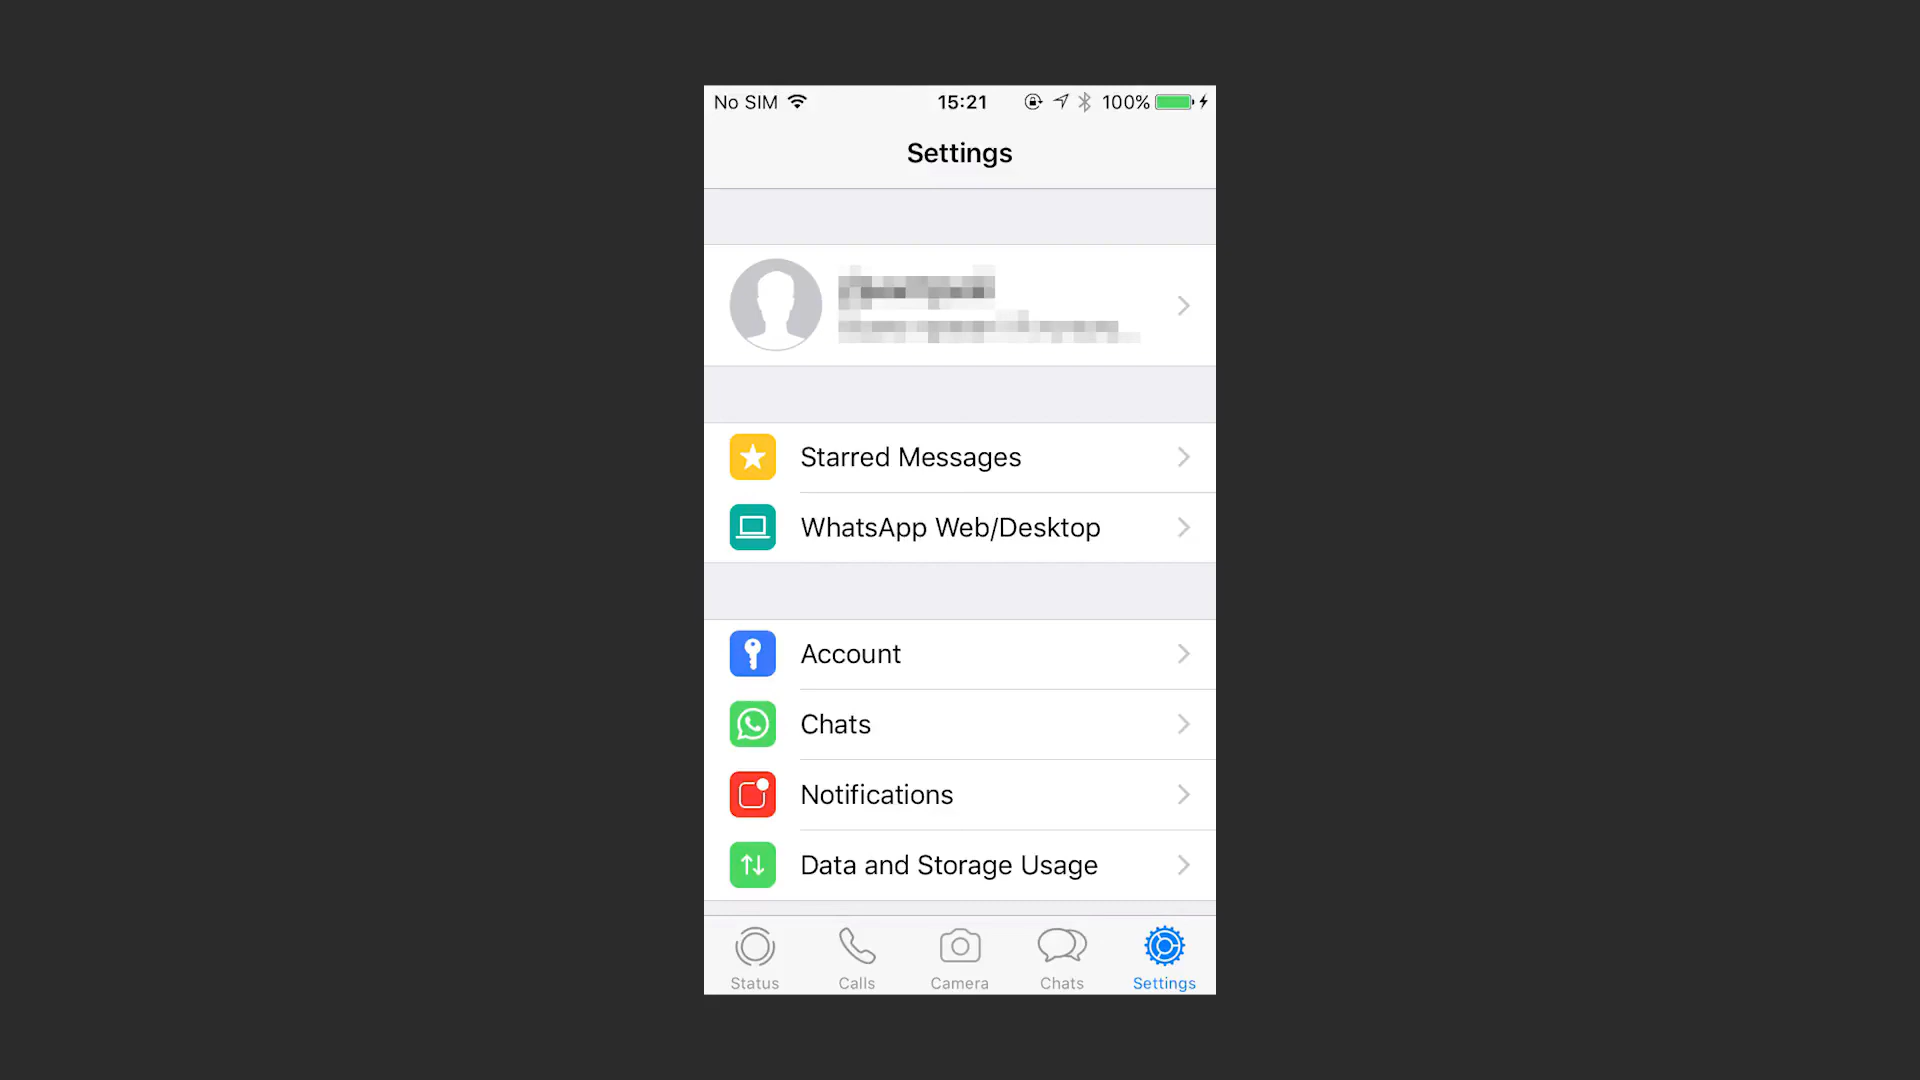 No SIM 15:21 100%
Settings
Starred Messages
WhatsApp Web/Desktop
Account
Chats
Notifications
Data and Storage Usage
Status Calls Camera Chats Settings